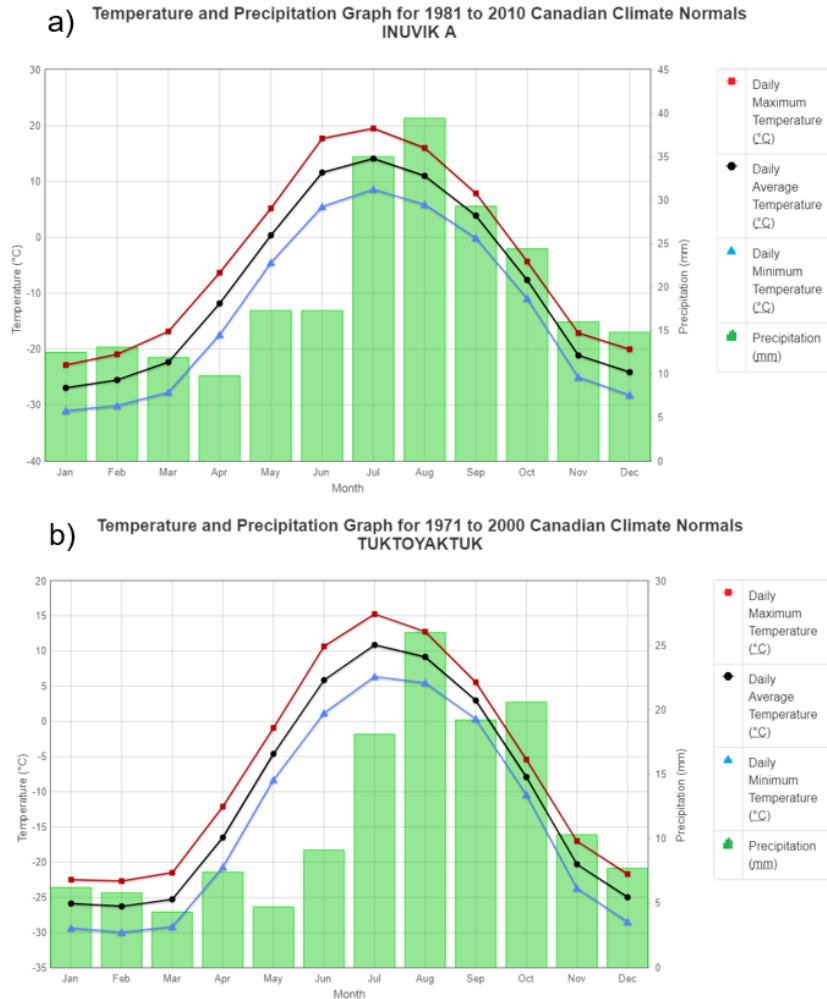 a)
Temperature and Precipitation Graph for 1981 to 2010 Canadian Climate Normals
INUVIK A
30
20
10
0
-10
-20
-30
-40
Temperature (°C)
45
40
35
30
25
20
15
10
5
0
Precipitation (mm)
Jan Feb Mar Apr May Jun Jul Aug Sep Oct Nov Dec
Month
Daily
Maximum
Temperature
(°C)
Daily
Average
Temperature
(°C)
Daily
Minimum
Temperature
(°C)
Precipitation
(mm)
b)
Temperature and Precipitation Graph for 1971 to 2000 Canadian Climate Normals
TUKTOYAKTUK
20
15
10
5
0
-5
-10
-15
-20
-25
-30
-35
Temperature (°C)
30
25
20
15
10
5
0
Precipitation (mm)
Jan Feb Mar Apr May Jun Jul Aug Sep Oct Nov Dec
Month
Daily
Maximum
Temperature
(°C)
Daily
Average
Temperature
(°C)
Daily
Minimum
Temperature
(°C)
Precipitation
(mm)